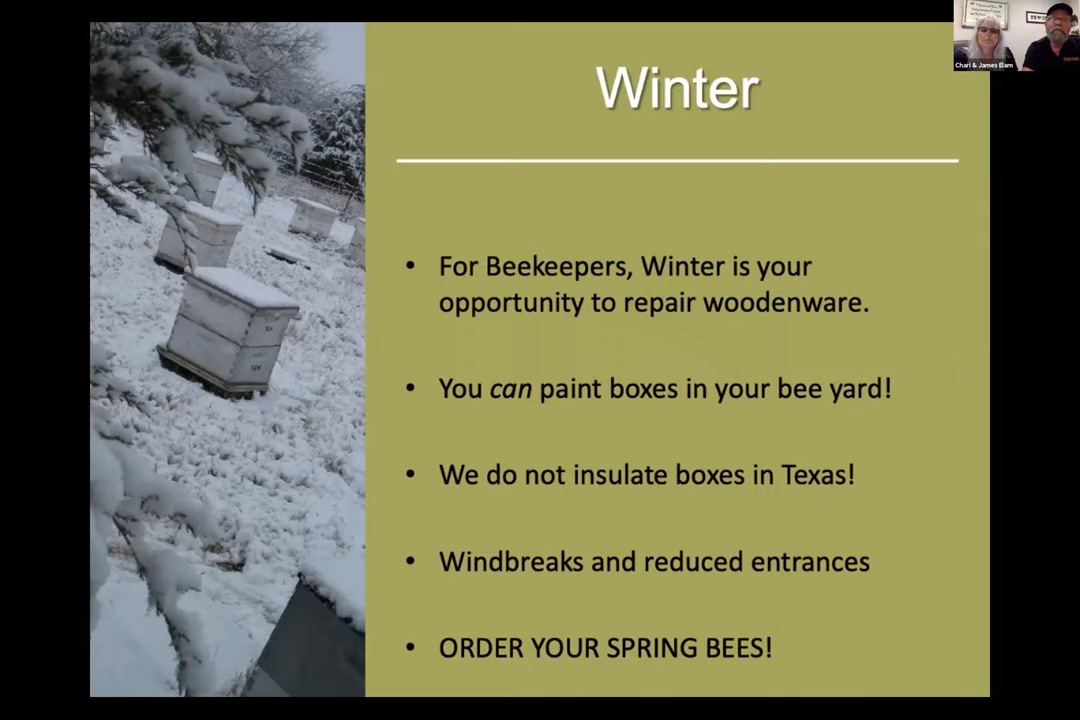 Winter
Chari & James Elam
• For Beekeepers, Winter is your
opportunity to repair woodenware.
• You can paint boxes in your bee yard!
• We do not insulate boxes in Texas!
• Windbreaks and reduced entrances
• ORDER YOUR SPRING BEES!